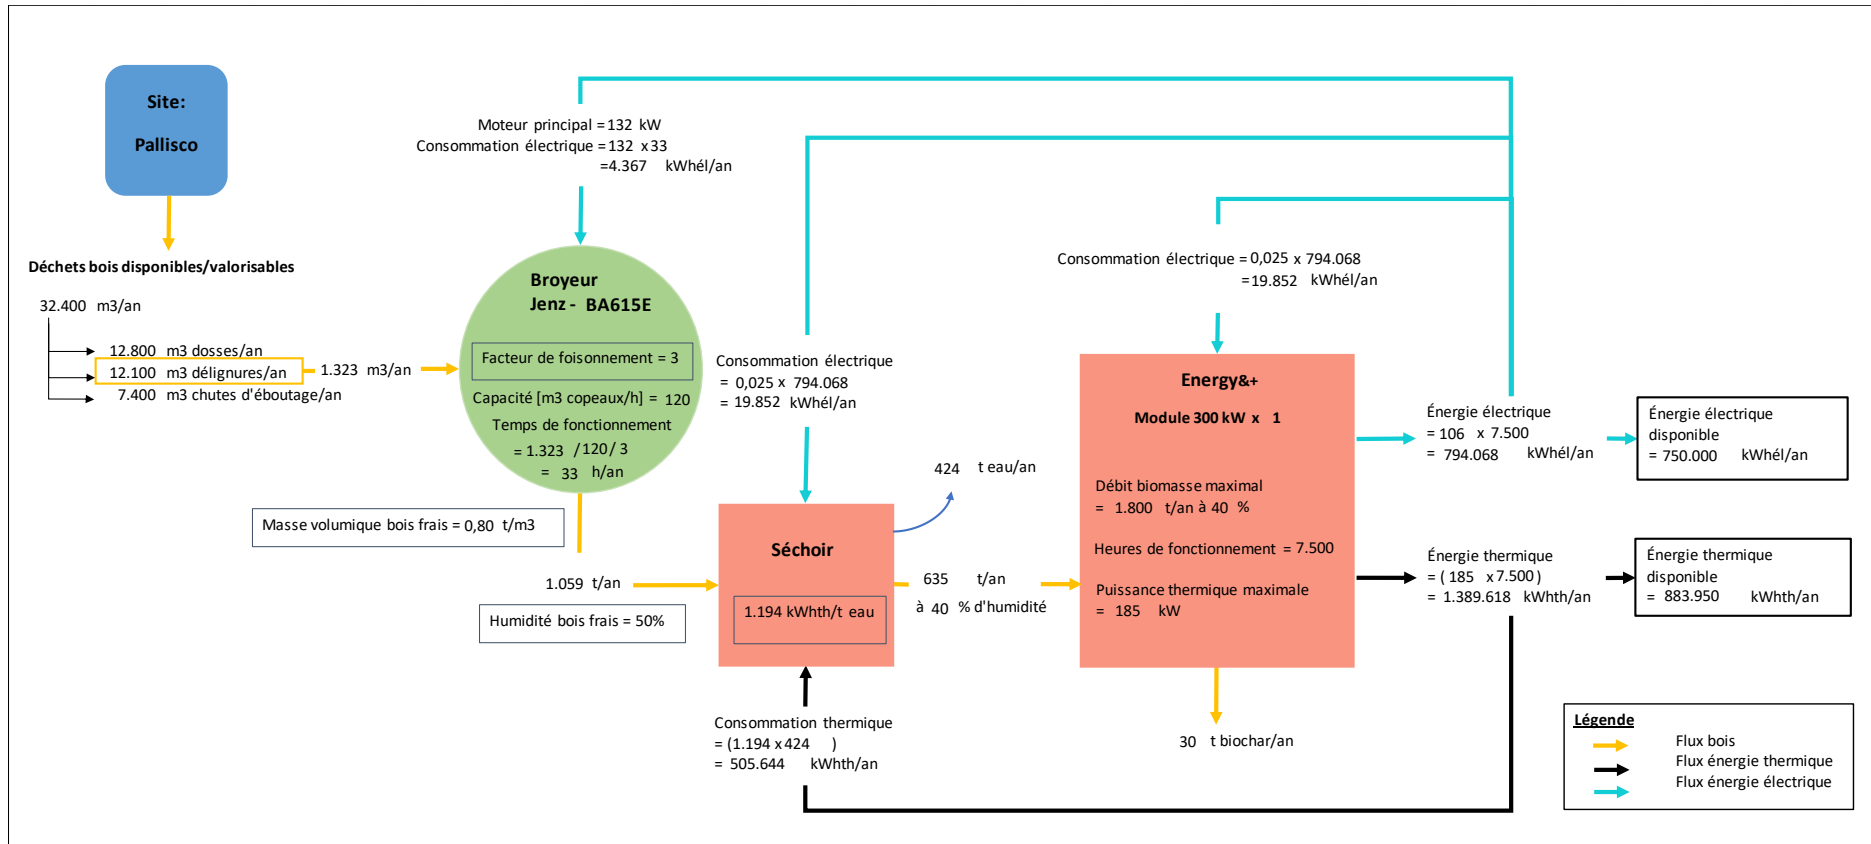 Site:
Pallisco
Déchets bois disponibles/valorisables
32.400 m3/an
12.800 m3 dosses/an
12.100 m3 délignures/an
7.400 m3 chutes d'éboutage/an
1.323 m3/an
Moteur principal = 132 kW
Consommation électrique = 132 x 33
= 4.367 kWhél/an
Broyeur
Jenz - BA615E
Facteur de foisonnement = 3
Capacité [m3 copeaux/h] = 120
Temps de fonctionnement
= 1.323 / 120 / 3
= 33 h/an
Masse volumique bois frais = 0,80 t/m3
1.059 t/an
Humidité bois frais = 50%
Consommation électrique
= 0,025 x 794.068
= 19.852 kWhél/an
424 t eau/an
Séchoir
1.194 kWhth/t eau
635 t/an
à 40 % d'humidité
Consommation thermique
= (1.194 x 424 )
= 505.644 kWhth/an
Consommation électrique = 0,025 x 794.068
= 19.852 kWhél/an
Energy&+
Module 300 kW x 1
Débit biomasse maximal
= 1.800 t/an à 40 %
Heures de fonctionnement = 7.500
Puissance thermique maximale
= 185 kW
30 t biochar/an
Énergie électrique
= 106 x 7.500
= 794.068 kWhél/an
Énergie électrique
disponible
= 750.000 kWhél/an
Énergie thermique
= ( 185 x 7.500 )
= 1.389.618 kWhth/an
Énergie thermique
disponible
= 883.950 kWhth/an
Légende
Flux bois
Flux énergie thermique
Flux énergie électrique